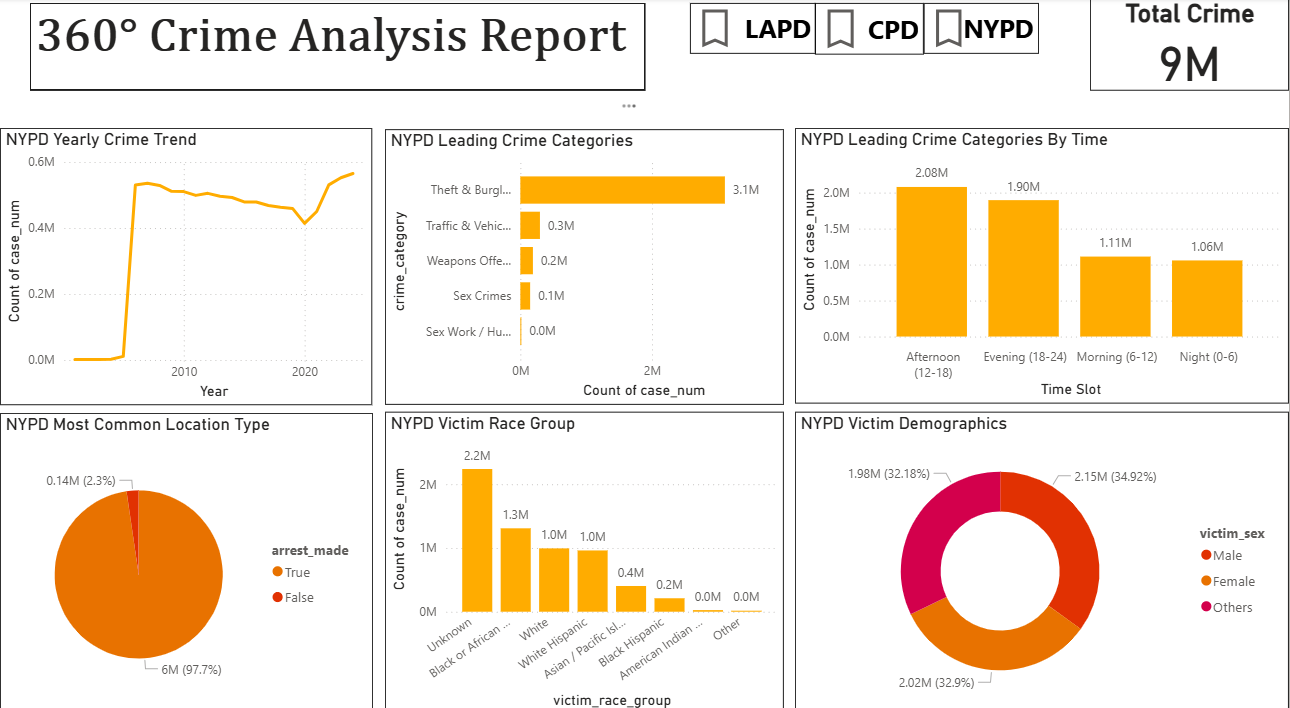 360° Crime Analysis Report
LAPD
CPD
NYPD
Total Crime
9M
NYPD Yearly Crime Trend
Count of case_num
0.6M
0.4M
0.2M
0.0M
2010
2020
Year
NYPD Leading Crime Categories
crime_category
Theft & Burgl...
3.1M
Traffic & Vehic...
0.3M
Weapons Offe...
0.2M
Sex Crimes
0.1M
Sex Work / Hu...
0.0M
0M
2M
Count of case_num
NYPD Leading Crime Categories By Time
Count of case_num
2.0M
1.5M
1.0M
0.5M
0.0M
2.08M
1.90M
1.11M
1.06M
Afternoon
(12-18)
Evening (18-24)
Morning (6-12)
Night (0-6)
Time Slot
NYPD Most Common Location Type
0.14M (2.3%)
6M (97.7%)
arrest_made
True
False
NYPD Victim Race Group
Count of case_num
2M
1M
0M
2.2M
1.3M
1.0M
1.0M
0.4M
0.2M
0.0M
0.0M
Unknown
Black or African ...
White
White Hispanic
Asian / Pacific Isl...
Black Hispanic
American Indian ...
Other
victim_race_group
NYPD Victim Demographics
1.98M (32.18%)
2.15M (34.92%)
2.02M (32.9%)
victim_sex
Male
Female
Others